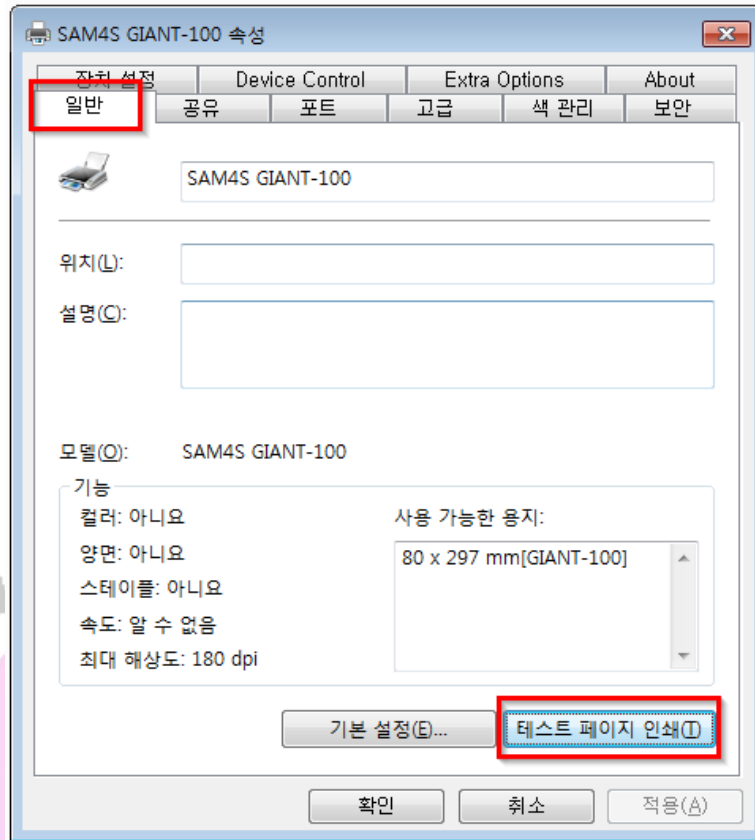 SAM4S GIANT-100 속성
장치 설정 Device Control Extra Options About
일반 공유 포트 고급 색 관리 보안
SAM4S GIANT-100
위치(L):
설명(C):
모델(O): SAM4S GIANT-100
기능
컬러: 아니요
양면: 아니요
스테이플: 아니요
속도: 알 수 없음
최대 해상도: 180 dpi
사용 가능한 용지:
80 x 297 mm[GIANT-100]
기본 설정(E)... 테스트 페이지 인쇄(T)
확인 취소 적용(A)